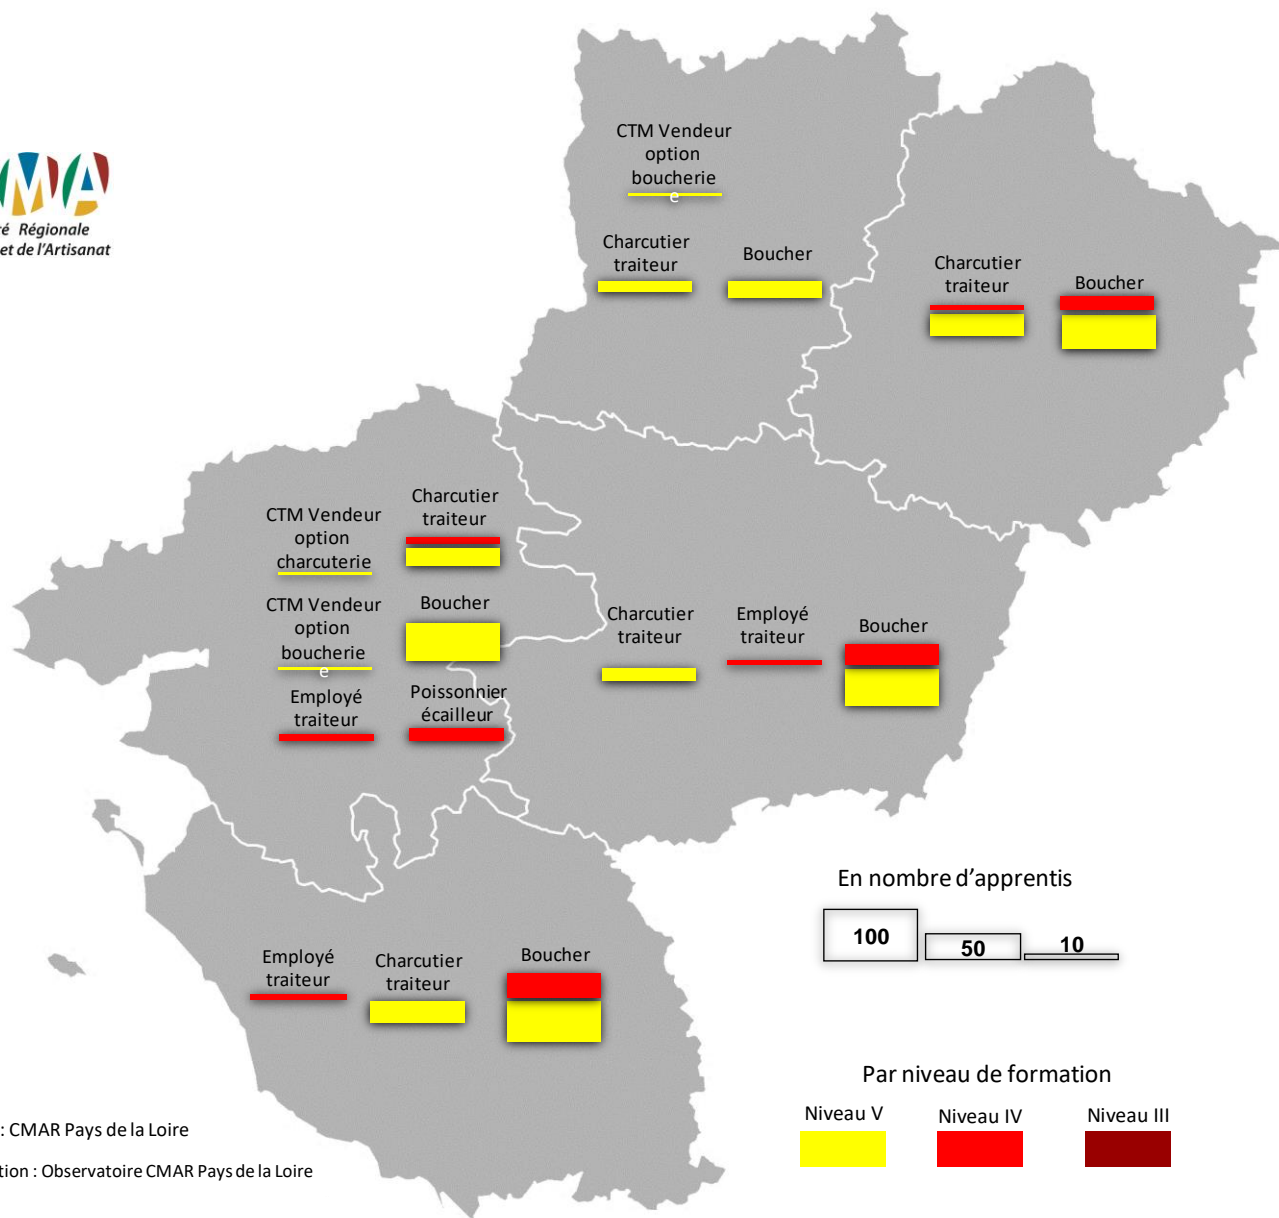 MA
Régionale
et de l'Artisanat
CTM Vendeur
option
boucherie
e
Charcutier
traiteur
Boucher
Charcutier
traiteur
Boucher
CTM Vendeur
option
charcuterie
Charcutier
traiteur
CTM Vendeur
option
boucherie
e
Boucher
Employé
traiteur
Poissonnier
écailleur
Charcutier
traiteur
Employé
traiteur
Boucher
Employé
traiteur
Charcutier
traiteur
Boucher
En nombre d’apprentis
100
50
10
Par niveau de formation
Niveau V
Niveau IV
Niveau III
: CMAR Pays de la Loire
tion : Observatoire CMAR Pays de la Loire